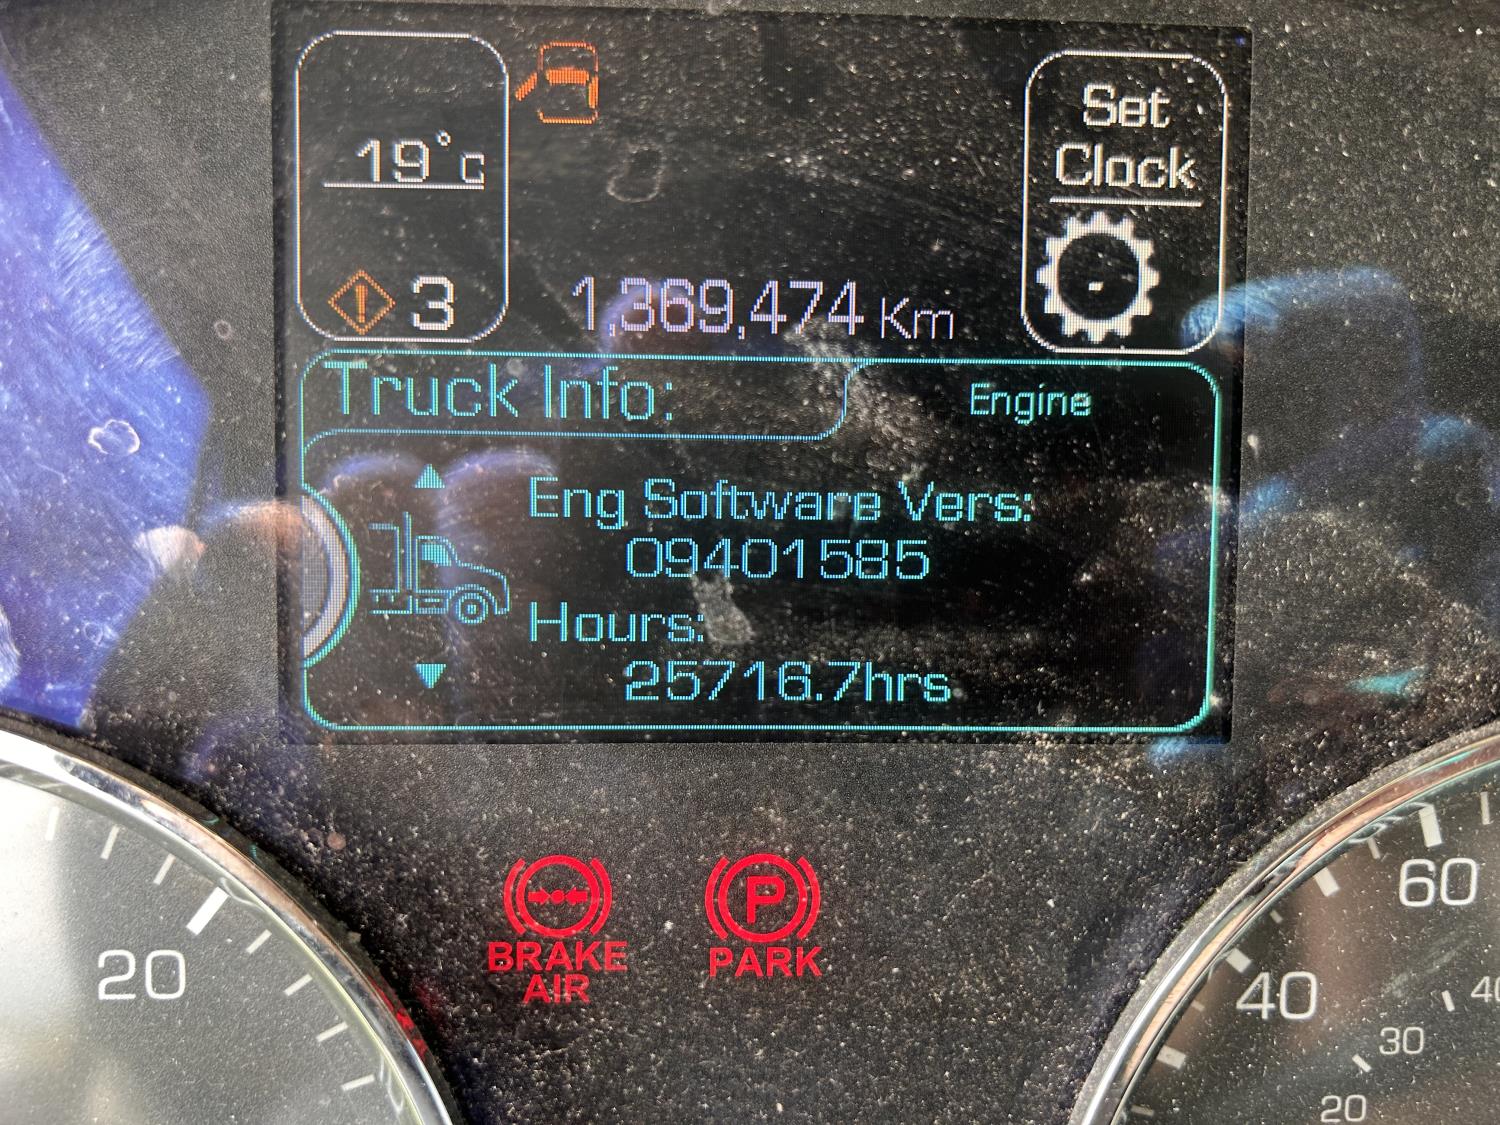 19°C
Set
Clock
3
1,369,474 Km
Truck Info:
Engine
Eng Software Vers:
09401585
Hours:
25716.7hrs
P
BRAKE
AIR
PARK
20
60
40
40
30
20